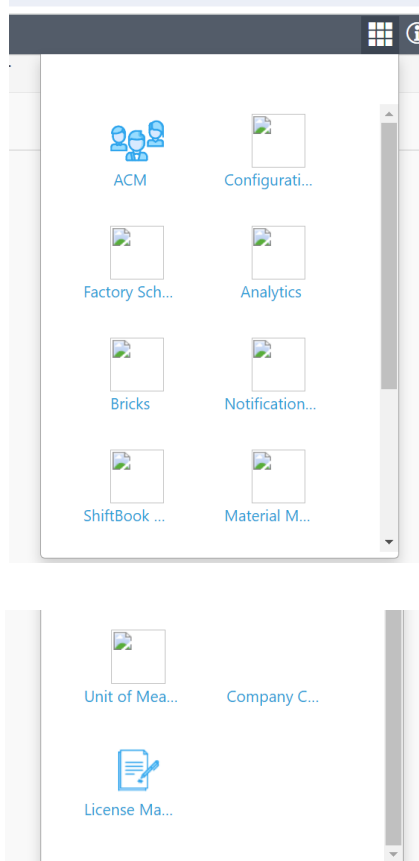 ACM
Configurati...
Factory Sch...
Analytics
Bricks
Notification...
ShiftBook ...
Material M...
Unit of Mea...
Company C...
License Ma...